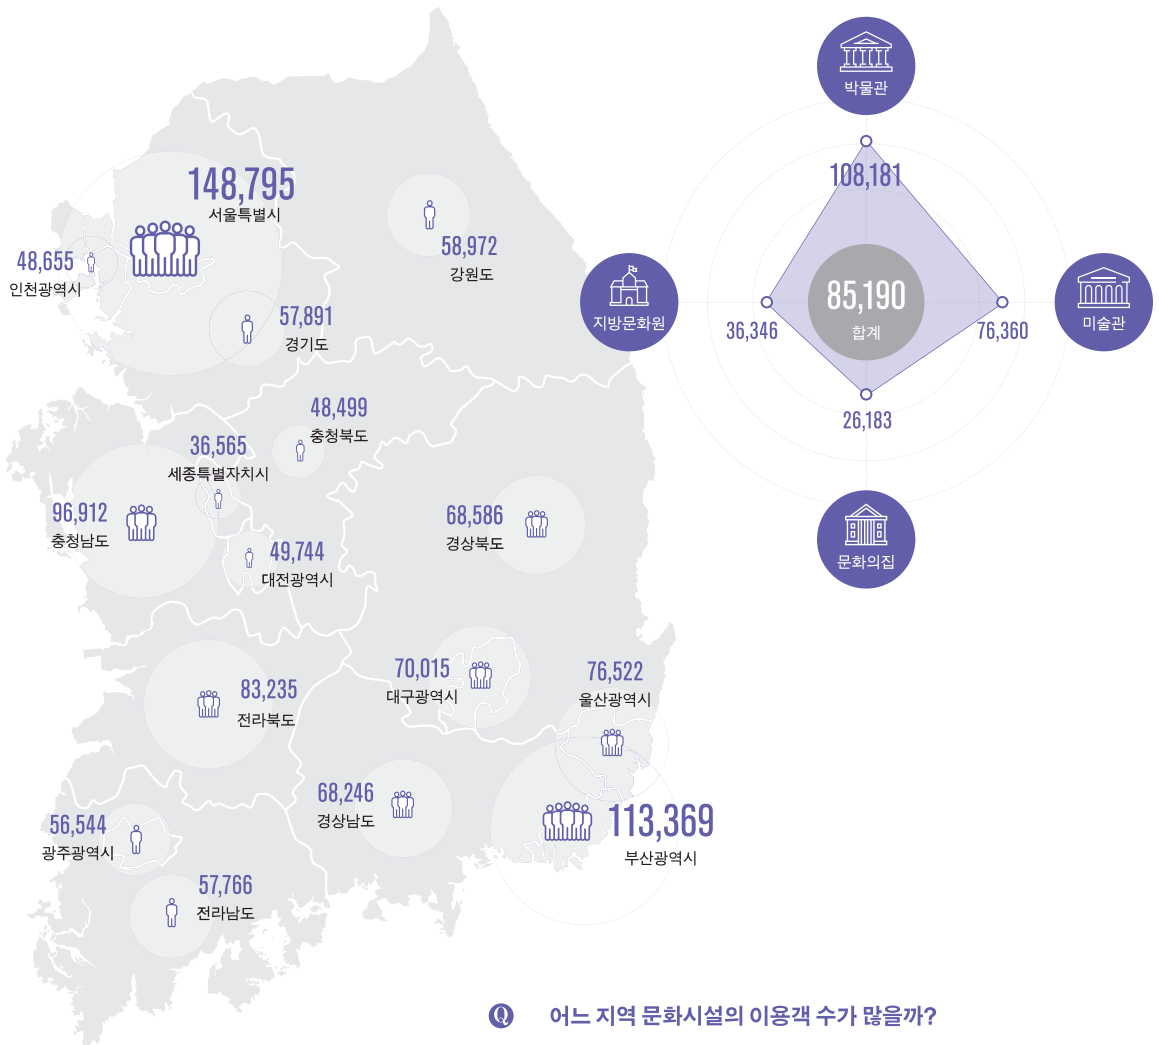 148,795
서울특별시
48,655
인천광역시
58,972
강원도
57,891
경기도
48,499
충청북도
36,565
세종특별자치시
96,912
충청남도
49,744
대전광역시
68,586
경상북도
83,235
전라북도
70,015
대구광역시
76,522
울산광역시
68,246
경상남도
113,369
부산광역시
56,544
광주광역시
57,766
전라남도
박물관
108,181
지방문화원
36,346
85,190
합계
76,360
미술관
26,183
문화의집
Q 어느 지역 문화시설의 이용객 수가 많을까?